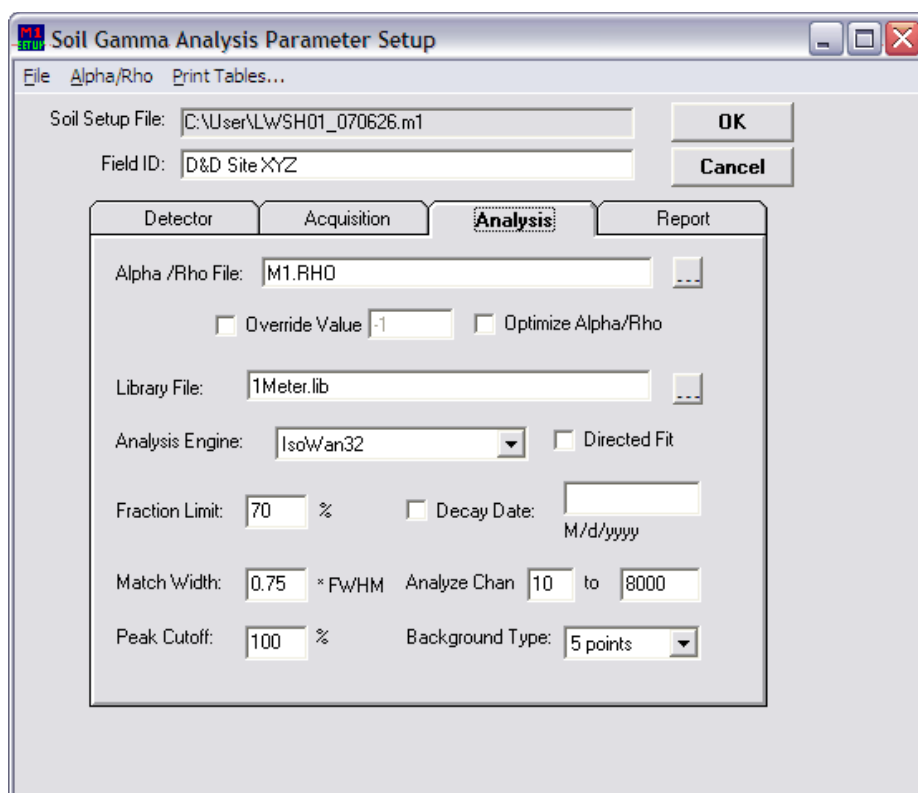 M1
SETUP
Soil Gamma Analysis Parameter Setup
File Alpha/Rho Print Tables...
Soil Setup File: C:\User\LWSH01_070626.m1 OK
Field ID: D&D Site XYZ Cancel
Detector Acquisition Analysis Report
Alpha /Rho File: M1.RHO ...
Override Value -1 Optimize Alpha/Rho
Library File: 1Meter.lib ...
Analysis Engine: IsoWan32 Directed Fit
Fraction Limit: 70 % Decay Date:
M/d/yyyy
Match Width: 0.75 * FWHM Analyze Chan 10 to 8000
Peak Cutoff: 100 % Background Type: 5 points